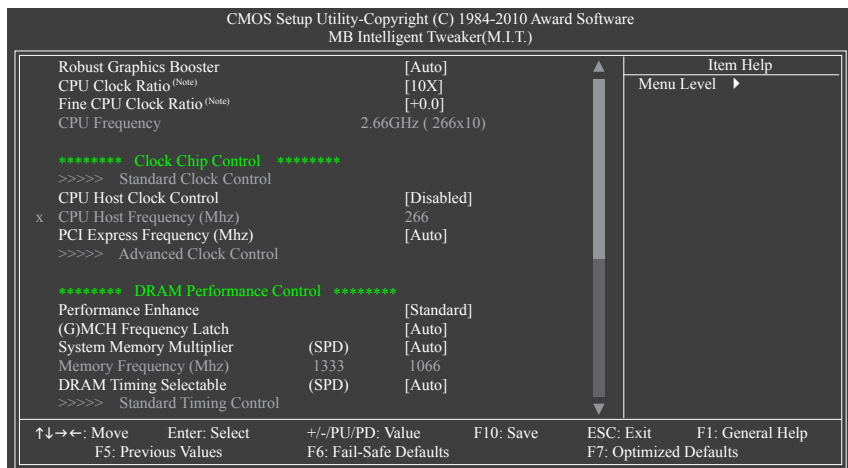 CMOS Setup Utility-Copyright (C) 1984-2010 Award Software
MB Intelligent Tweaker(M.I.T.)
Robust Graphics Booster [Auto]
CPU Clock Ratio (Note) [10X]
Fine CPU Clock Ratio (Note) [+0.0]
CPU Frequency 2.66GHz ( 266x10)
******** Clock Chip Control ********
>>>>> Standard Clock Control
CPU Host Clock Control [Disabled]
x CPU Host Frequency (Mhz) 266
PCI Express Frequency (Mhz) [Auto]
>>>>> Advanced Clock Control
******** DRAM Performance Control ********
Performance Enhance [Standard]
(G)MCH Frequency Latch [Auto]
System Memory Multiplier (SPD) [Auto]
Memory Frequency (Mhz) 1333 1066
DRAM Timing Selectable (SPD) [Auto]
>>>>> Standard Timing Control
Item Help
Menu Level
↑↓→←: Move Enter: Select +/-/PU/PD: Value F10: Save ESC: Exit F1: General Help
F5: Previous Values F6: Fail-Safe Defaults F7: Optimized Defaults